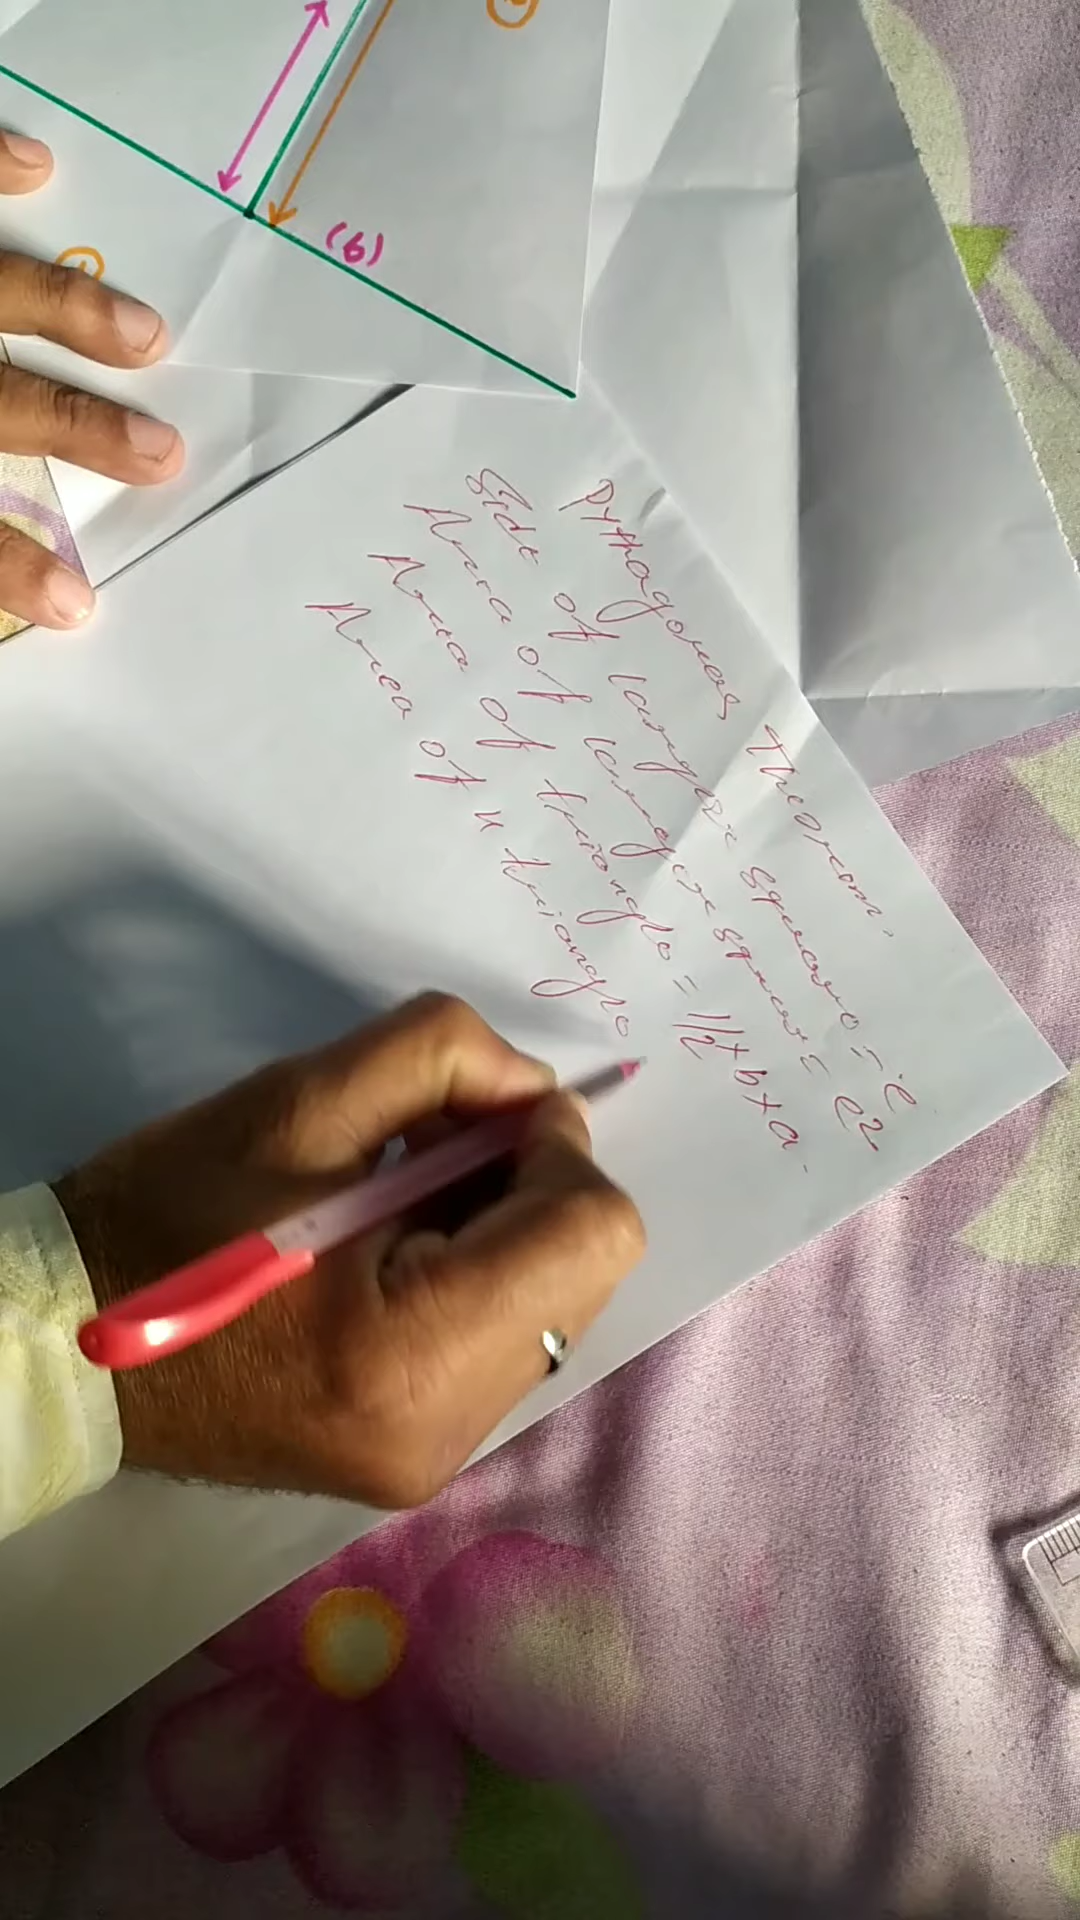 (b)
Pythagoras Theorem.
Side of larger square = c
Area of larger square = c²
Area of triangle = 1/2 × b × a
Area of 4 triangle